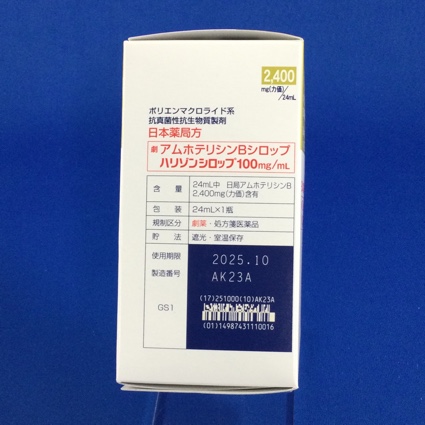 2,400
mg(力価)
/24mL
ポリエンマクロライド系
抗真菌性抗生物質製剤
日本薬局方
劇 アムホテリシンBシロップ
ハリゾンシロップ100mg/mL
含 量 24mL中 日局アムホテリシンB
2,400mg(力価)含有
包 装 24mL×1瓶
規制区分 劇薬・処方箋医薬品
貯 法 遮光・室温保存
使用期限 2025.10
製造番号 AK23A
GS1
(17)251000(10)AK23A
(01)14987431110016